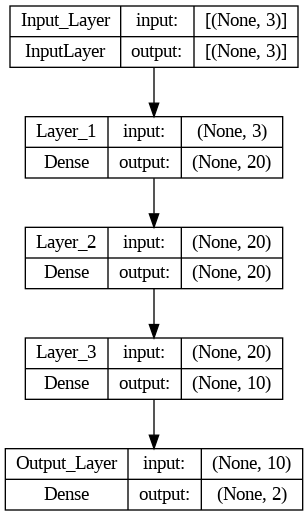 Input_Layer input: [(None, 3)]
InputLayer output: [(None, 3)]
Layer_1 input: (None, 3)
Dense output: (None, 20)
Layer_2 input: (None, 20)
Dense output: (None, 20)
Layer_3 input: (None, 20)
Dense output: (None, 10)
Output_Layer input: (None, 10)
Dense output: (None, 2)